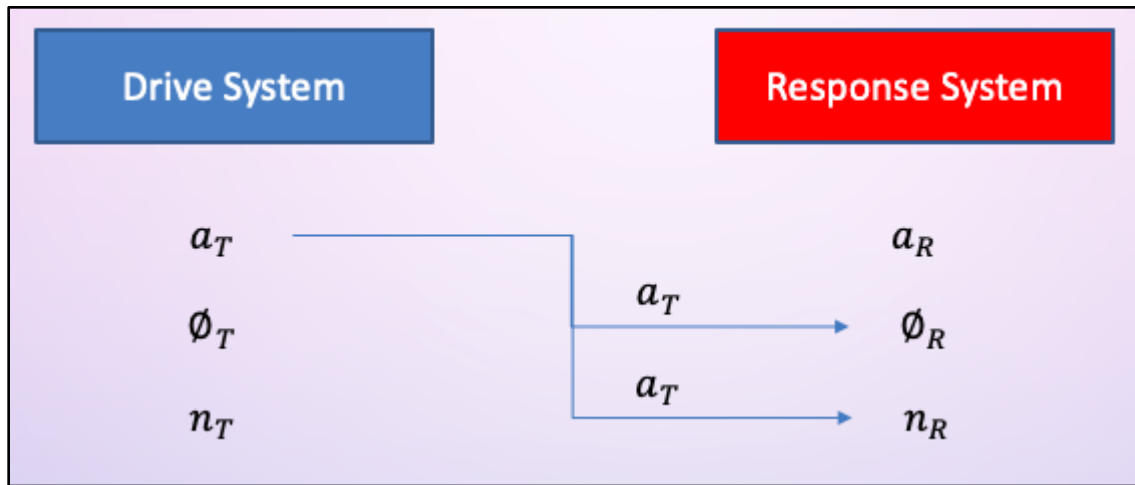 Drive System
Response System
a_T
a_R
a_T
∅_T
∅_R
a_T
n_T
n_R